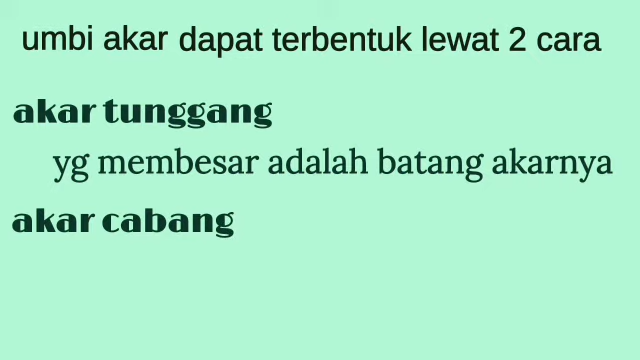 umbi akar dapat terbentuk lewat 2 cara
akar tunggang
yg membesar adalah batang akarnya
akar cabang